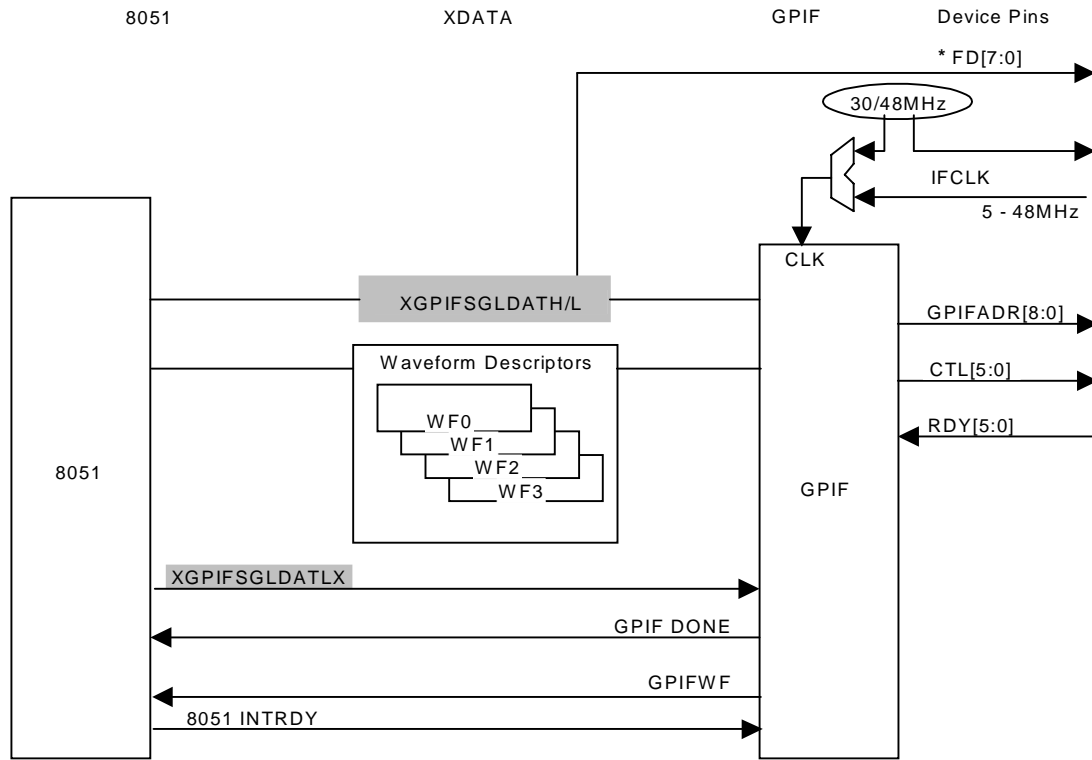 8051 XDATA GPIF Device Pins
* FD[7:0]
30/48MHz
IFCLK
5 - 48MHz
CLK
XGPIFSGLDATH/L
GPIFADR[8:0]
Waveform Descriptors
CTL[5:0]
WF0
RDY[5:0]
WF1
WF2
8051
WF3
GPIF
XGPIFSGLDATLX
GPIF DONE
GPIFWF
8051 INTRDY